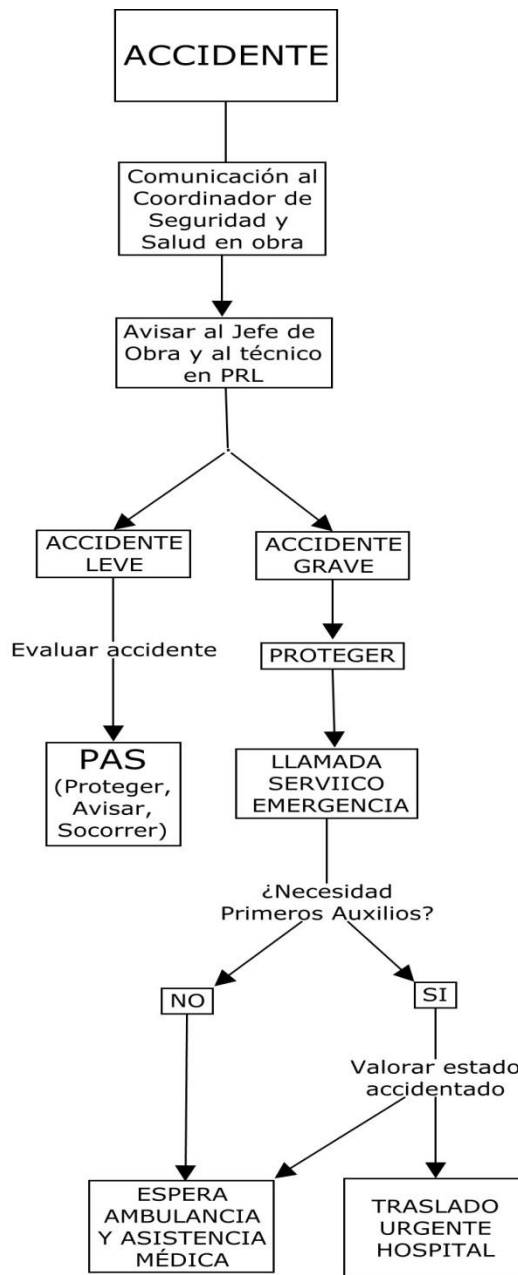 ACCIDENTE
Comunicación al
Coordinador de
Seguridad y
Salud en obra
Avisar al Jefe de
Obra y al técnico
en PRL
ACCIDENTE
LEVE
ACCIDENTE
GRAVE
Evaluar accidente
PROTEGER
PAS
(Proteger,
Avisar,
Socorrer)
LLAMADA
SERVIICO
EMERGENCIA
¿Necesidad
Primeros Auxilios?
NO
SI
Valorar estado
accidentado
ESPERA
AMBULANCIA
Y ASISTENCIA
MÉDICA
TRASLADO
URGENTE
HOSPITAL